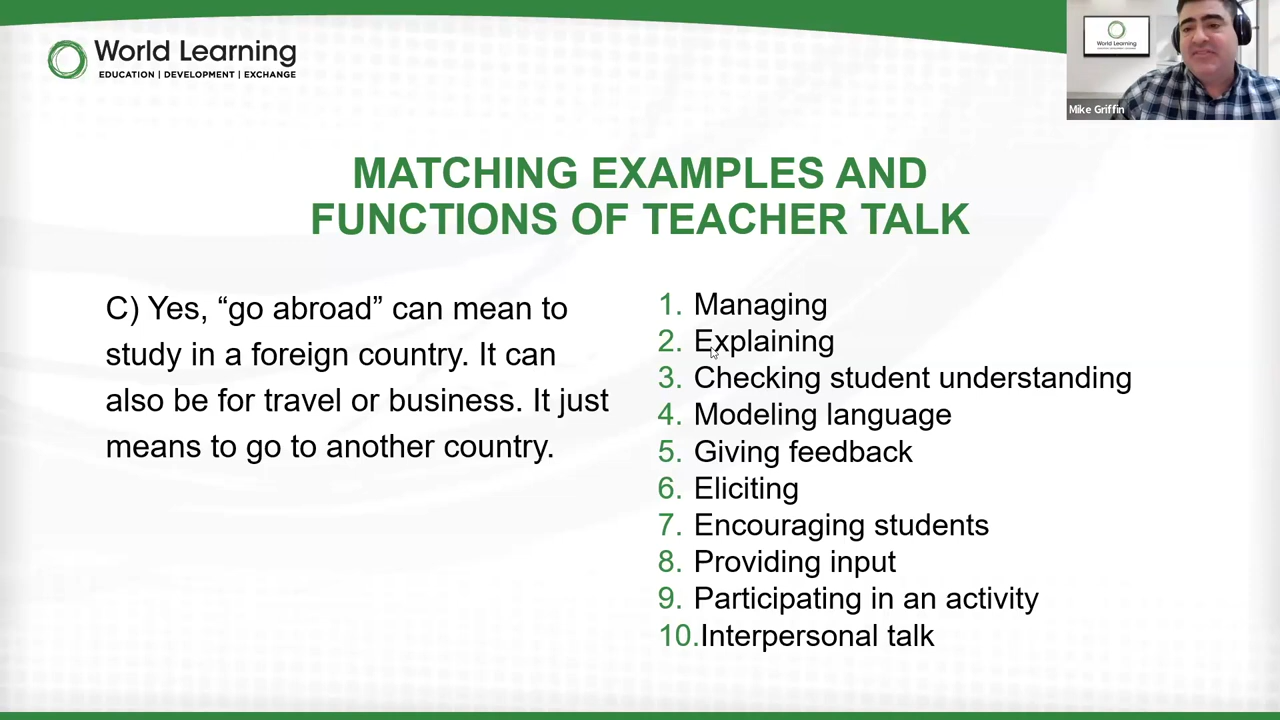 World Learning
EDUCATION | DEVELOPMENT | EXCHANGE
World Learning
Mike Griffin
MATCHING EXAMPLES AND
FUNCTIONS OF TEACHER TALK
C) Yes, “go abroad” can mean to
study in a foreign country. It can
also be for travel or business. It just
means to go to another country.
1. Managing
2. Explaining
3. Checking student understanding
4. Modeling language
5. Giving feedback
6. Eliciting
7. Encouraging students
8. Providing input
9. Participating in an activity
10.Interpersonal talk